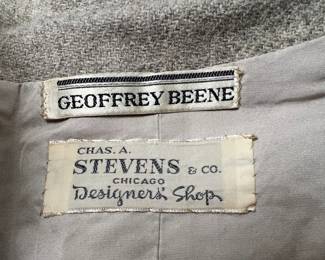 GEOFFREY BEENE
CHAS. A.
STEVENS & CO.
CHICAGO
Designers' Shop